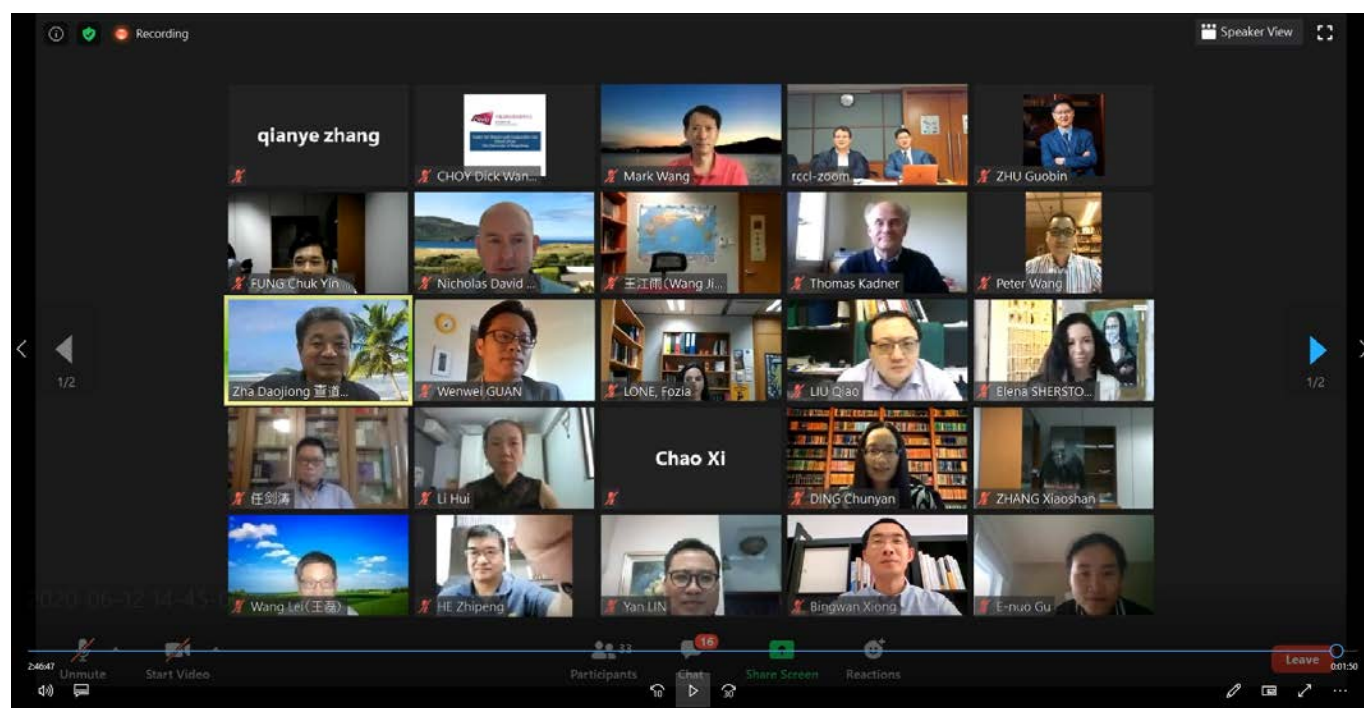 Recording
Speaker View
qianye zhang
CHOY Dick Wan...
Mark Wang
rccl-zoom
ZHU Guobin
FUNG Chuk Yin ...
Nicholas David ...
王江雨(Wang Ji...
Thomas Kadner
Peter Wang
Zha Daojiong 查道...
Wenwei GUAN
LONE, Fozia
LIU Qiao
Elena SHERSTO...
1/2
1/2
任剑涛
Li Hui
Chao Xi
DING Chunyan
ZHANG Xiaoshan
Wang Lei(王磊)
HE Zhipeng
Yan LIN
Bingwan Xiong
E-nuo Gu
33
16
2:46:47
Unmute
Start Video
Participants
Chat
Share Screen
Reactions
Leave
0:01:50
10
30